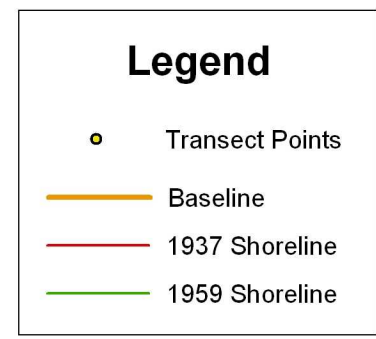 Legend
Transect Points
Baseline
1937 Shoreline
1959 Shoreline